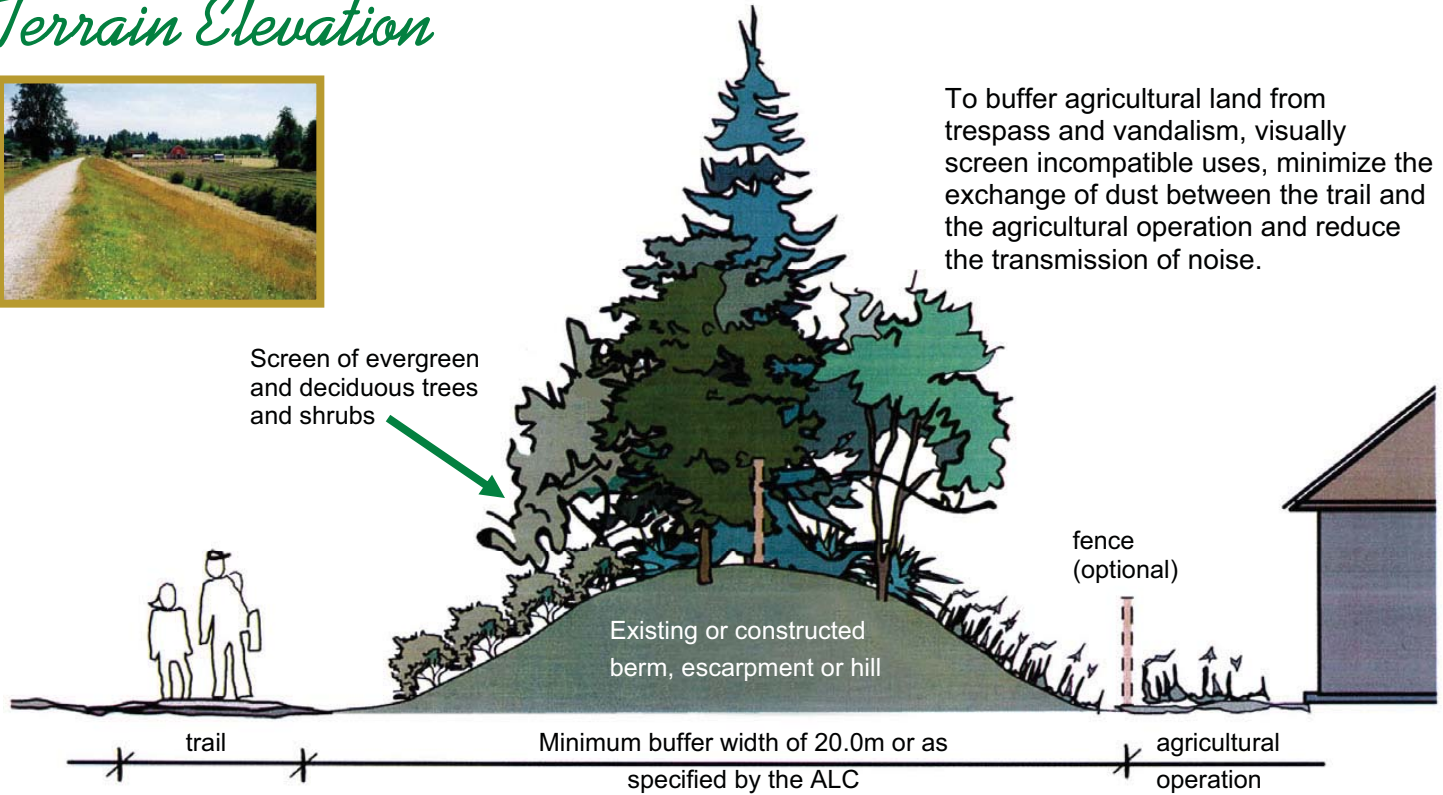 Terrain Elevation
To buffer agricultural land from
trespass and vandalism, visually
screen incompatible uses, minimize the
exchange of dust between the trail and
the agricultural operation and reduce
the transmission of noise.
Screen of evergreen
and deciduous trees
and shrubs
fence
(optional)
Existing or constructed
berm, escarpment or hill
trail
Minimum buffer width of 20.0m or as
specified by the ALC
agricultural
operation